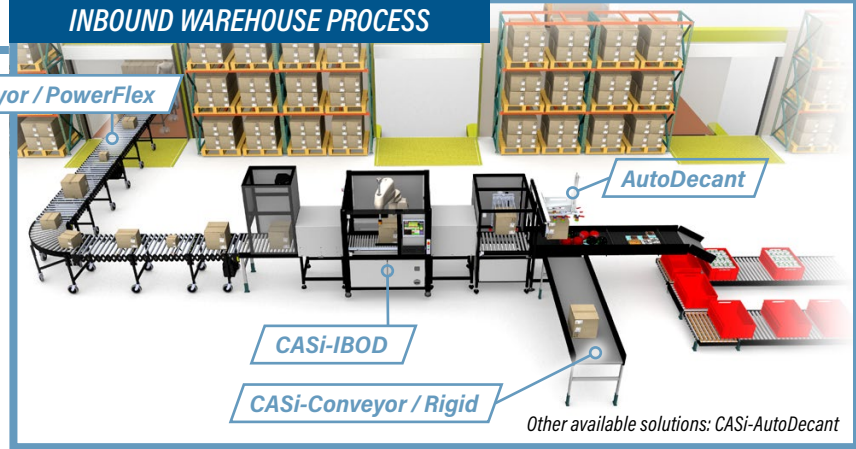 INBOUND WAREHOUSE PROCESS
yor / PowerFlex
AutoDecant
CASi-IBOD
CASi-Conveyor / Rigid
Other available solutions: CASi-AutoDecant